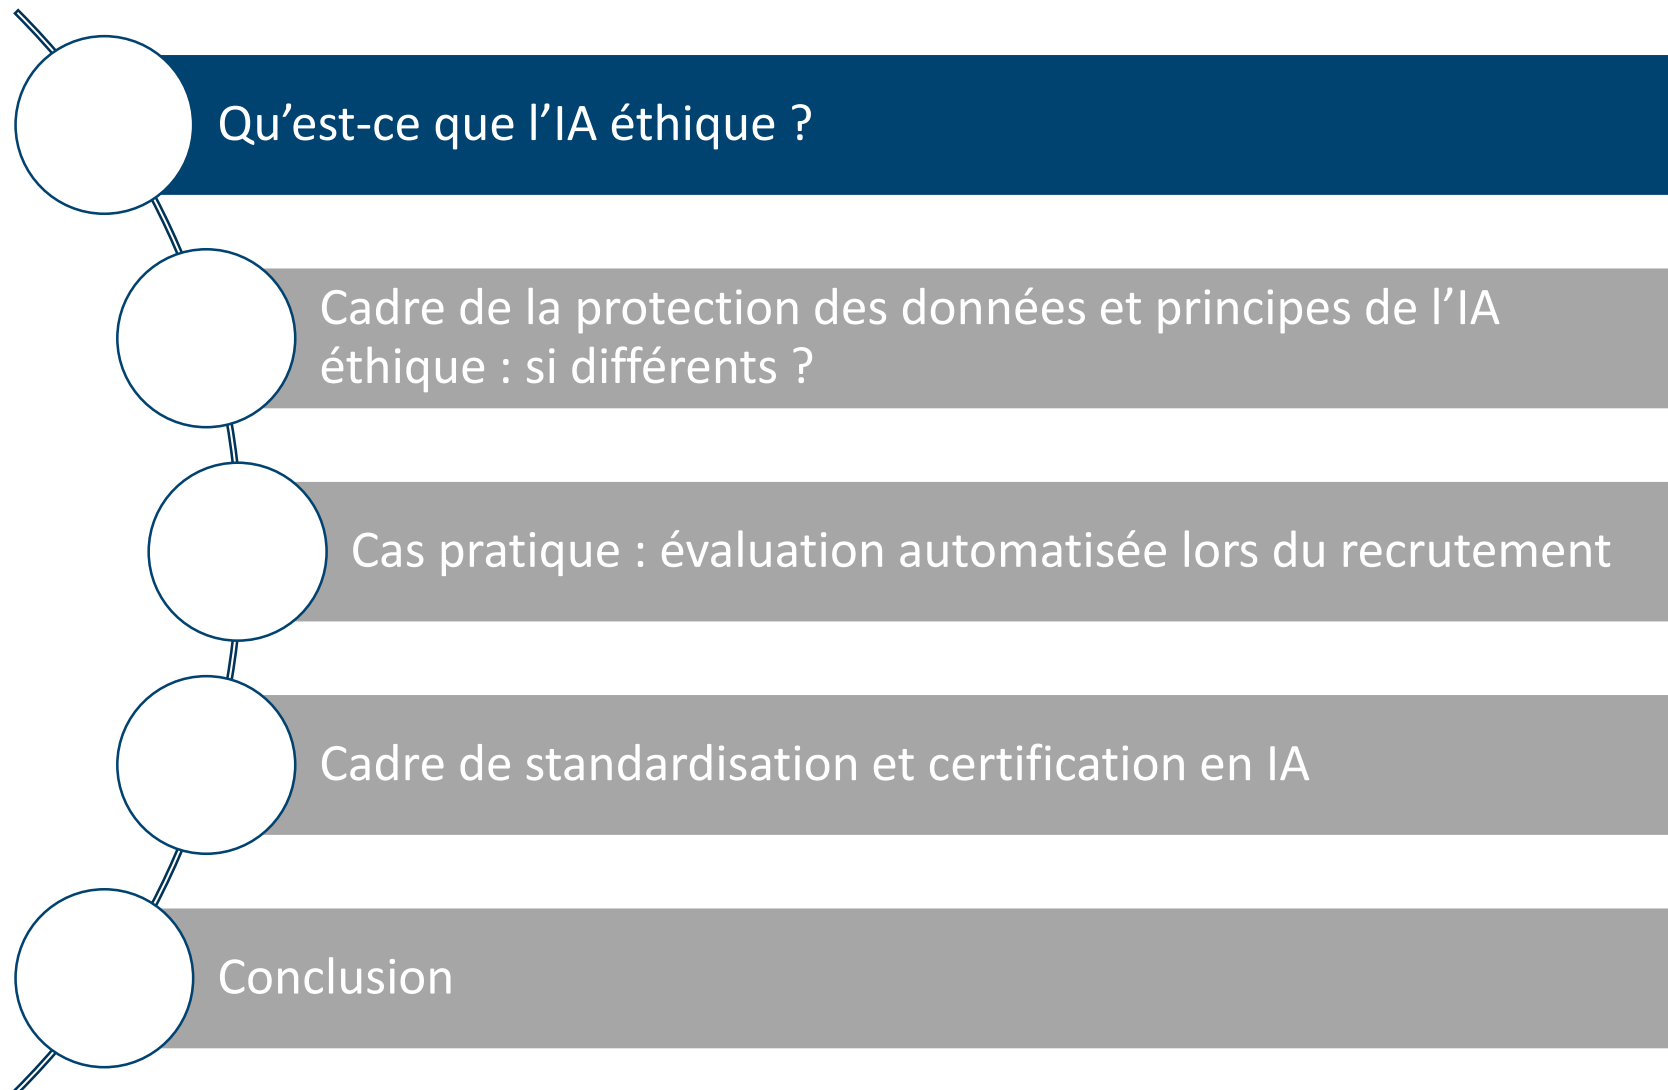 Qu’est-ce que l’IA éthique ?
Cadre de la protection des données et principes de l’IA
éthique : si différents ?
Cas pratique : évaluation automatisée lors du recrutement
Cadre de standardisation et certification en IA
Conclusion